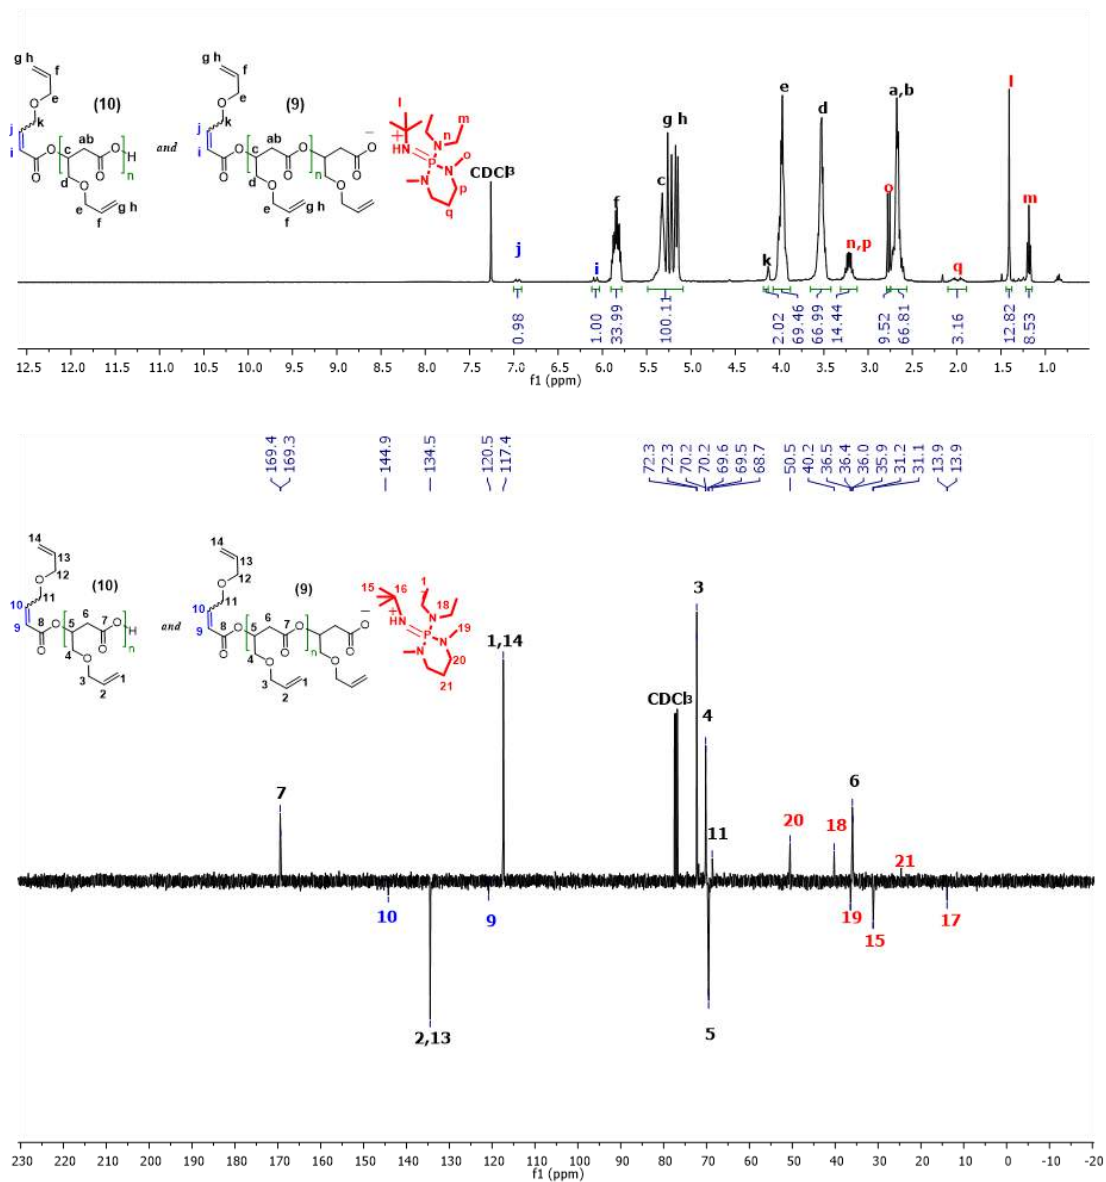 g h
f
O
e
(10)
j
k
ab
i
c
O
O
O
H
n
d
O
e
f
g h
and
g h
f
O
e
(9)
j
k
ab
i
c
O
O
O
O
O
−
n
d
O
O
e
g h
f
l
m
+
HN
N
n
P
N
N
o
p
q
CDCl3
j
i
f
c
g h
k
e
d
n,p
o
a,b
q
l
m
0.98
1.00
33.99
100.11
2.02
69.46
66.99
14.44
9.52
66.81
3.16
12.82
8.53
12.5 12.0 11.5 11.0 10.5 10.0 9.5 9.0 8.5 8.0 7.5 7.0 6.5 6.0 5.5 5.0 4.5 4.0 3.5 3.0 2.5 2.0 1.5 1.0
f1 (ppm)
169.4
169.3
144.9
134.5
120.5
117.4
72.3
72.3
70.2
70.2
69.6
69.5
68.7
50.5
40.2
36.5
36.4
36.0
35.9
31.2
31.1
13.9
13.9
14
13
O
12
(10)
10
11
6
9
8
O
5
7
O
H
O
O
n
4
O
3
2
1
and
14
13
O
12
(9)
10
11
6
9
8
O
5
7
O
O
−
O
O
O
n
4
O
O
3
1
2
15
16
1
18
+
HN
N
P
N
N
19
20
21
7
10
2,13
9
1,14
CDCl3
3
4
5
11
20
18
6
19
15
21
17
230 220 210 200 190 180 170 160 150 140 130 120 110 100 90 80 70 60 50 40 30 20 10 0 -10 -20
f1 (ppm)